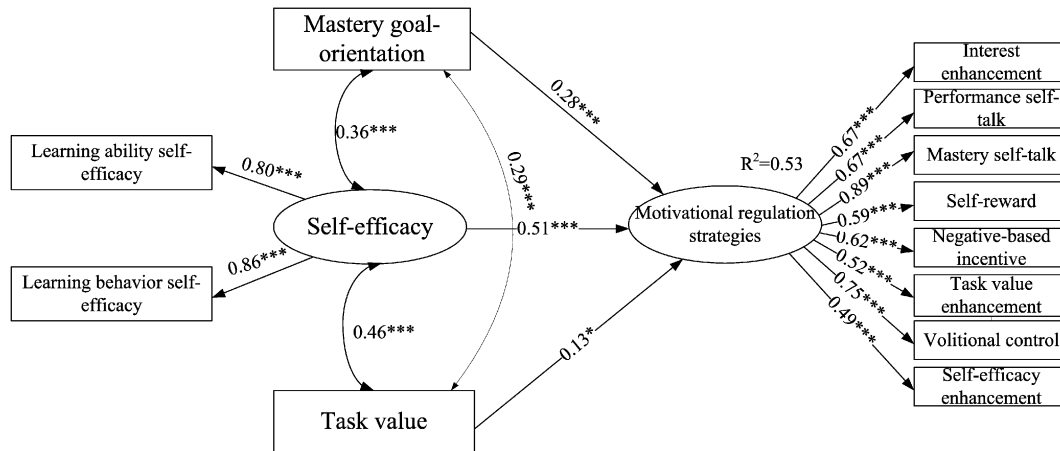 Mastery goal-
orientation
Interest
enhancement
Performance self-
talk
0.28***
0.67***
0.67***
0.36***
Learning ability self-
efficacy
0.80***
0.29***
R²=0.53
0.89***
Mastery self-talk
Self-efficacy
0.51***
Motivational regulation
strategies
0.59***
Self-reward
0.62***
Negative-based
incentive
0.86***
Learning behavior self-
efficacy
0.52***
Task value
enhancement
0.46***
0.13*
0.75***
Volitional control
0.49***
Self-efficacy
enhancement
Task value